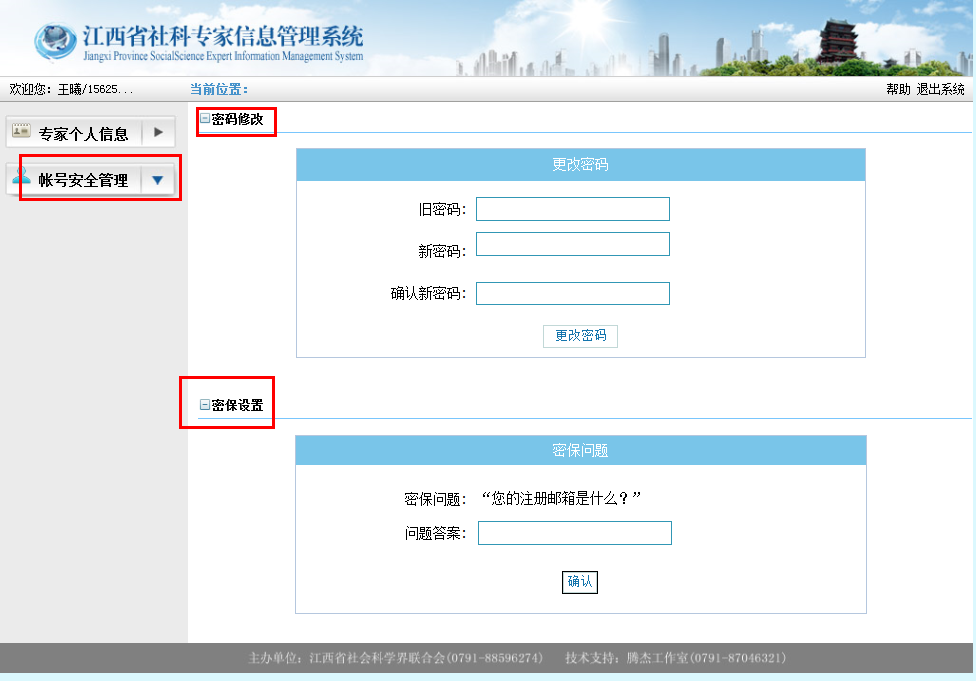 江西省社科专家信息管理系统
Jiangxi Province SocialScience Expert Information Management System
欢迎您：王曦/15625... 当前位置： 帮助 退出系统
专家个人信息
帐号安全管理
密码修改
更改密码
旧密码：
新密码：
确认新密码：
更改密码
密保设置
密保问题
密保问题：“您的注册邮箱是什么？”
问题答案：
确认
主办单位：江西省社会科学界联合会(0791-88596274) 技术支持：腾杰工作室(0791-87046321)